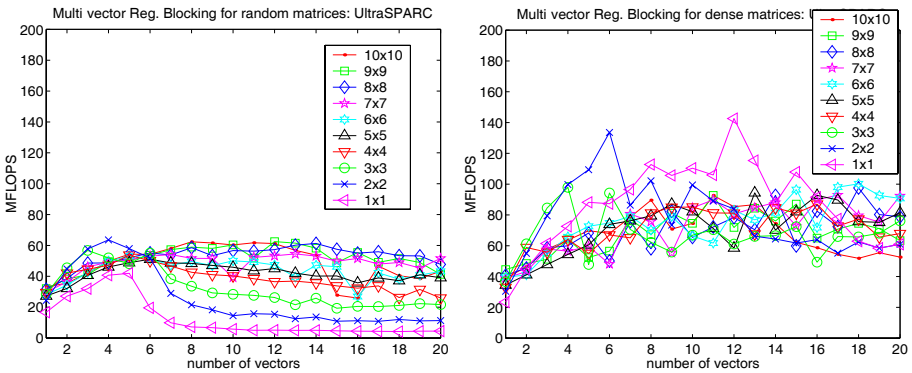 Multi vector Reg. Blocking for random matrices: UltraSPARC
200
180
160
140
120
100
80
60
40
20
0
MFLOPS
10x10
9x9
8x8
7x7
6x6
5x5
4x4
3x3
2x2
1x1
2 4 6 8 10 12 14 16 18 20
number of vectors
Multi vector Reg. Blocking for dense matrices:
200
180
160
140
120
100
80
60
40
20
0
MFLOPS
10x10
9x9
8x8
7x7
6x6
5x5
4x4
3x3
2x2
1x1
2 4 6 8 10 12 14 16 18 20
number of vectors